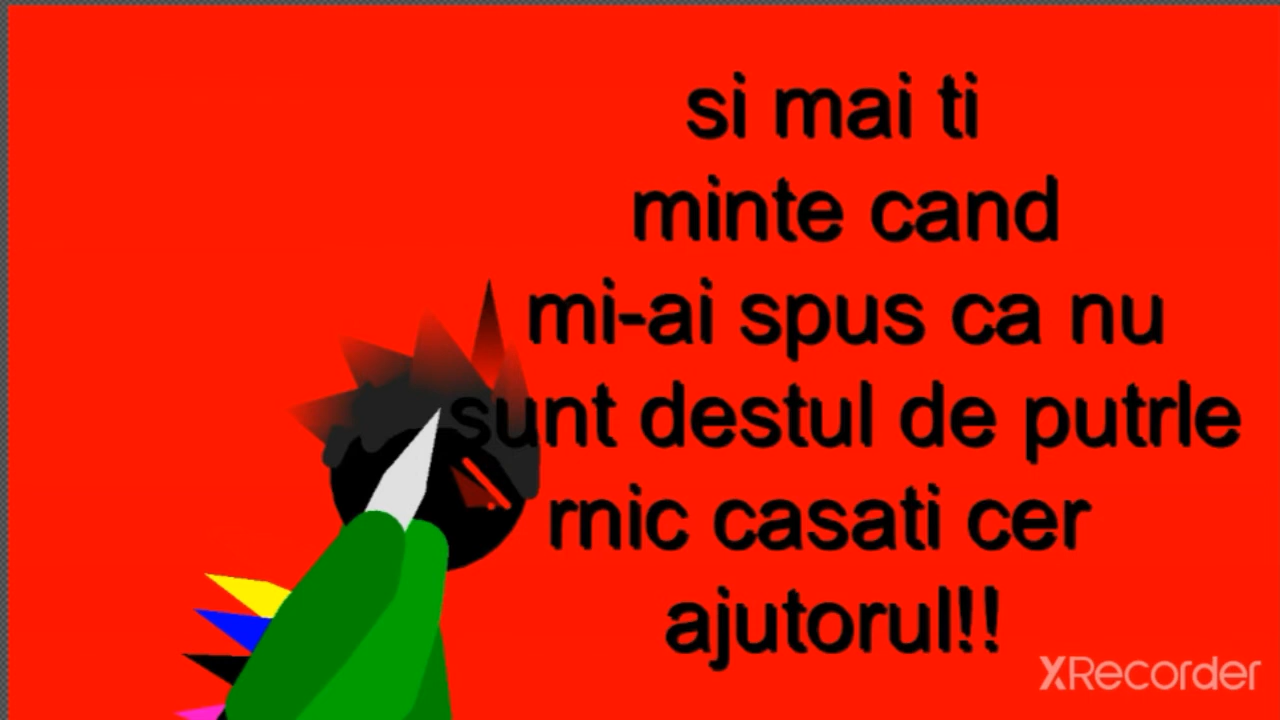 si mai ti
minte cand
mi-ai spus ca nu
sunt destul de putrle
rnic casati cer
ajutorul!!
XRecorder